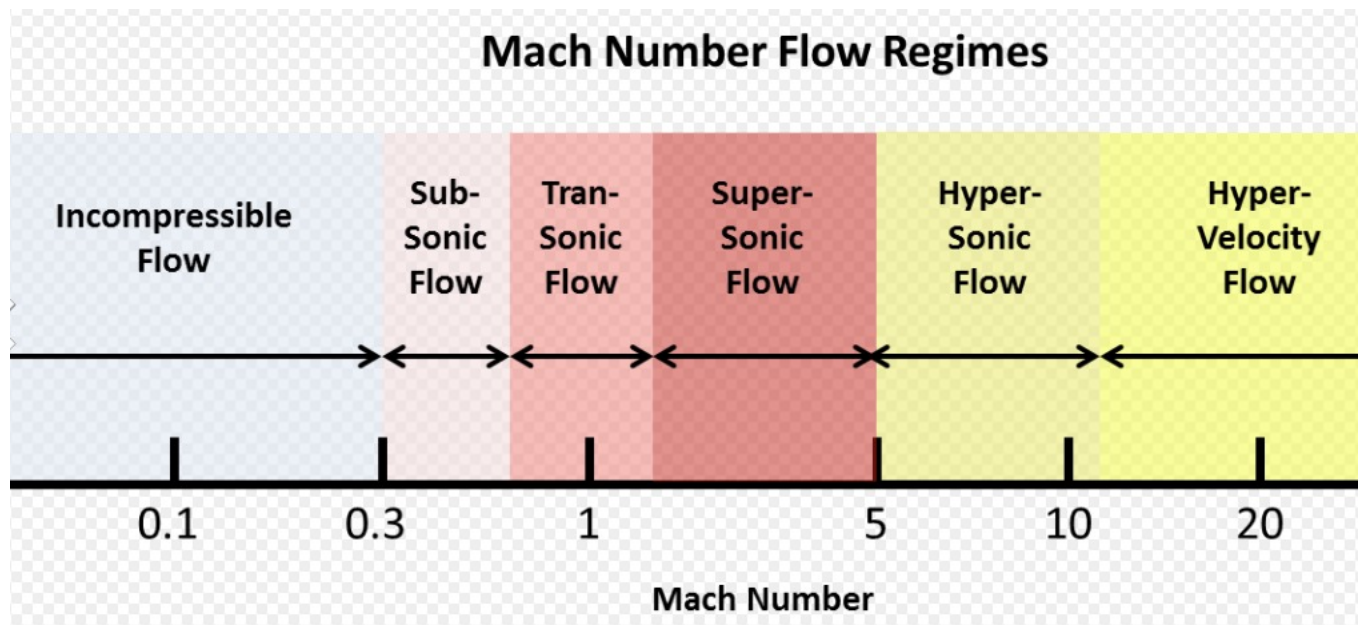 Mach Number Flow Regimes
Incompressible
Flow
Sub-
Sonic
Flow
Tran-
Sonic
Flow
Super-
Sonic
Flow
Hyper-
Sonic
Flow
Hyper-
Velocity
Flow
0.1
0.3
1
5
10
20
Mach Number